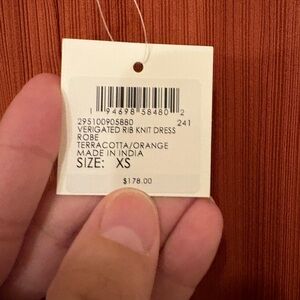 1 94698 58480 2
295100905880 241
VERIGATED RIB KNIT DRESS
ROBE
TERRACOTTA/ORANGE
MADE IN INDIA
SIZE: XS
$178.00